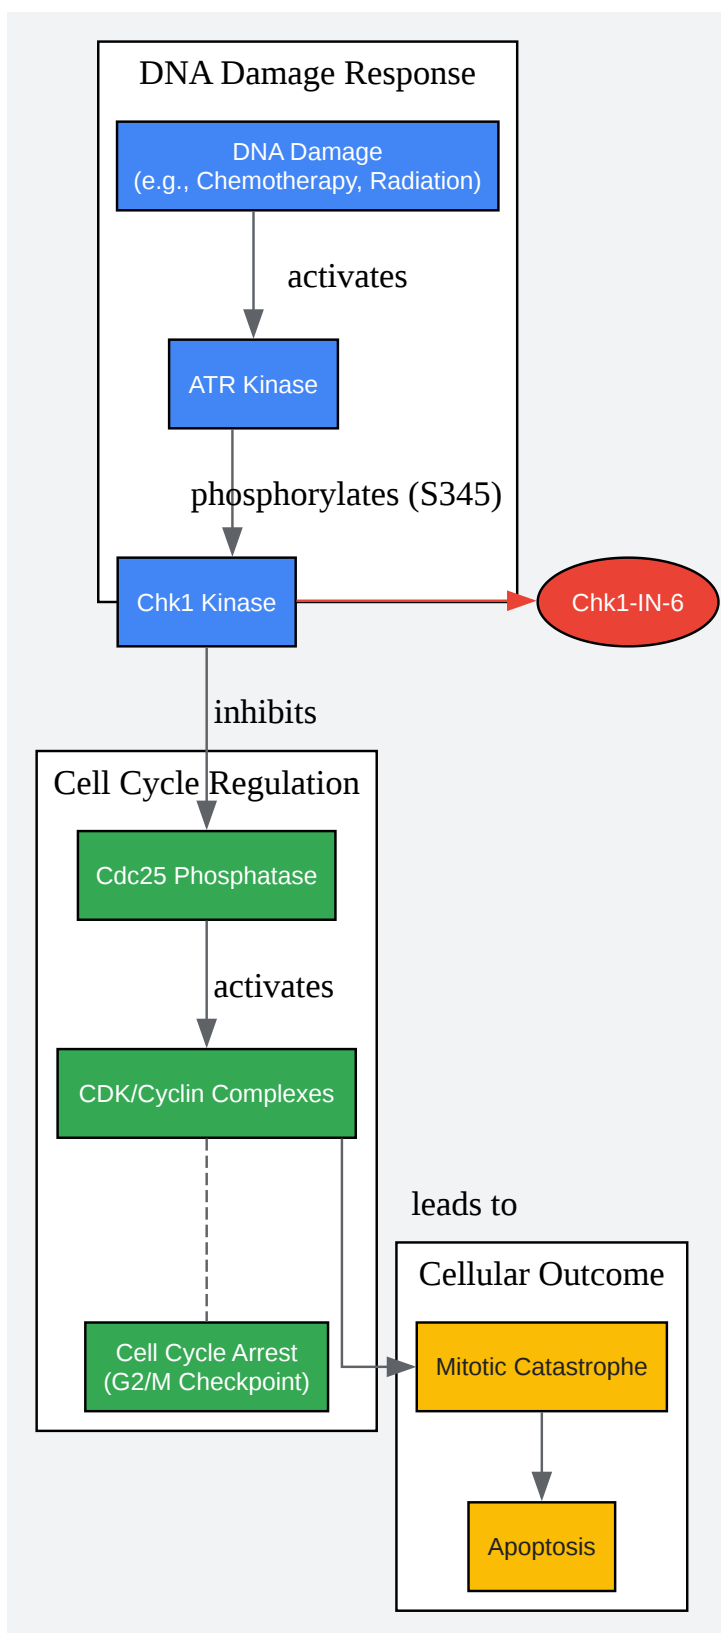 DNA Damage Response
DNA Damage
(e.g., Chemotherapy, Radiation)
activates
ATR Kinase
phosphorylates (S345)
Chk1 Kinase
Chk1-IN-6
inhibits
Cell Cycle Regulation
Cdc25 Phosphatase
activates
CDK/Cyclin Complexes
leads to
Cellular Outcome
Cell Cycle Arrest
(G2/M Checkpoint)
Mitotic Catastrophe
Apoptosis